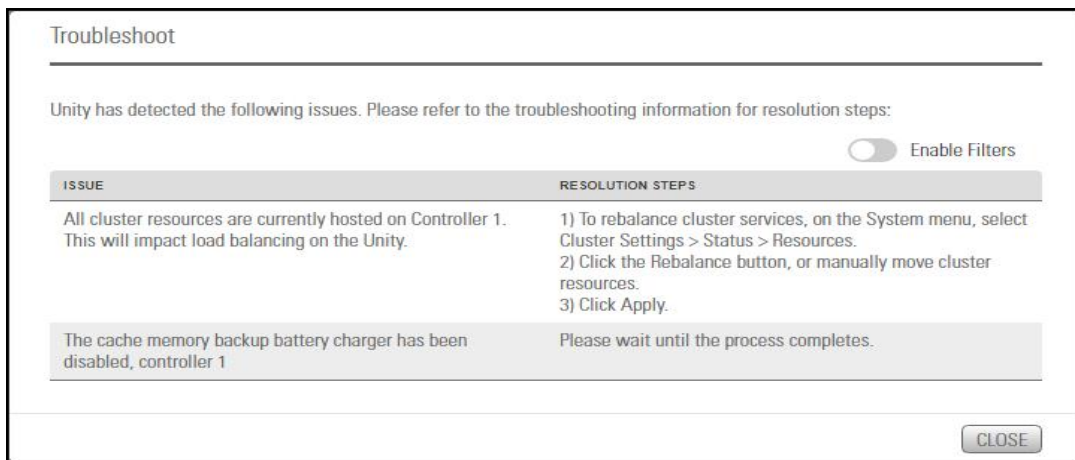 Troubleshoot
Unity has detected the following issues. Please refer to the troubleshooting information for resolution steps:
Enable Filters
ISSUE
RESOLUTION STEPS
All cluster resources are currently hosted on Controller 1.
This will impact load balancing on the Unity.
1) To rebalance cluster services, on the System menu, select
Cluster Settings > Status > Resources.
2) Click the Rebalance button, or manually move cluster
resources.
3) Click Apply.
The cache memory backup battery charger has been
disabled, controller 1
Please wait until the process completes.
CLOSE